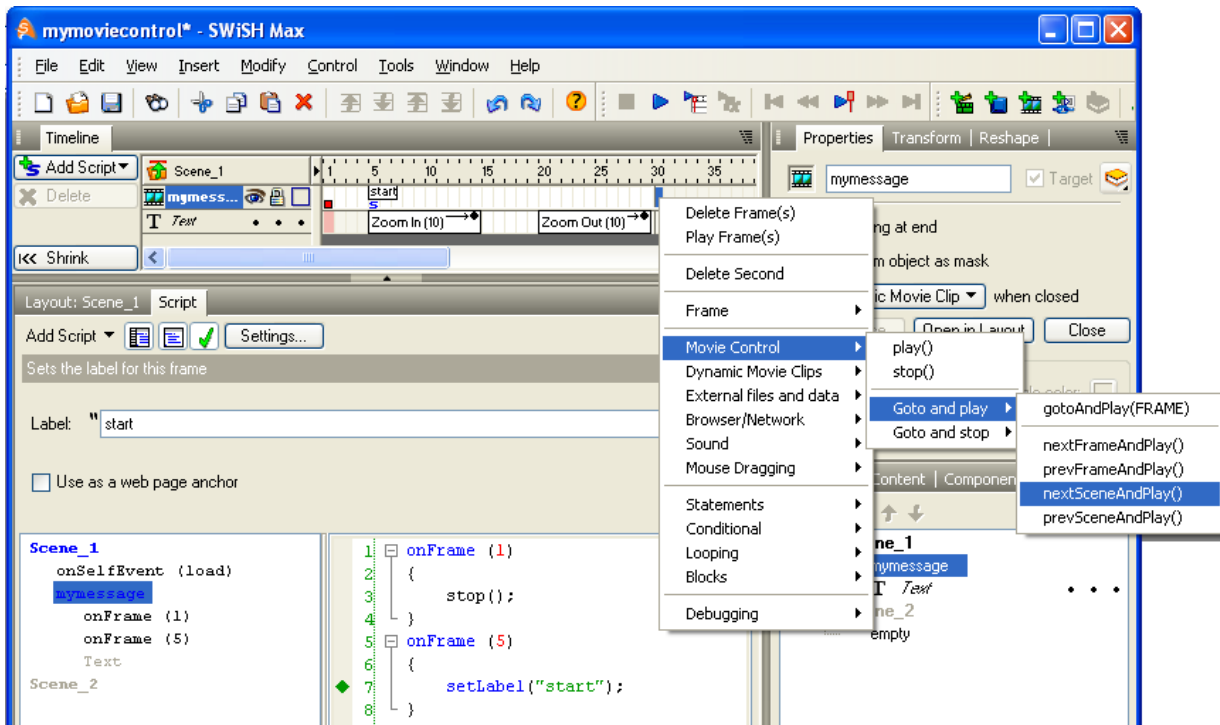 mymoviecontrol* - SWiSH Max
File Edit View Insert Modify Control Tools Window Help
Timeline
Properties | Transform | Reshape |
Add Script
Scene_1
1 5 10 15 20 25 30 35
mymessage
Target
Delete
mymess...
start
S
T Text
Zoom In (10)
Zoom Out (10)
ng at end
Shrink
m object as mask
Layout: Scene_1 Script
ic Movie Clip when closed
Add Script
Settings...
Open in Layout
Close
Sets the label for this frame
Label: " start
Use as a web page anchor
Delete Frame(s)
Play Frame(s)
Delete Second
Frame
Movie Control
Dynamic Movie Clips
External files and data
Browser/Network
Sound
Mouse Dragging
Statements
Conditional
Looping
Blocks
Debugging
play()
stop()
Goto and play
Goto and stop
gotoAndPlay(FRAME)
nextFrameAndPlay()
prevFrameAndPlay()
nextSceneAndPlay()
prevSceneAndPlay()
Content | Componen
Scene_1
onSelfEvent (load)
mymessage
onFrame (1)
onFrame (5)
Text
Scene_2
1 onFrame (1)
2 {
3 stop();
4 }
5 onFrame (5)
6 {
7 setLabel("start");
8 }
ne_1
mymessage
T Text
ne_2
empty